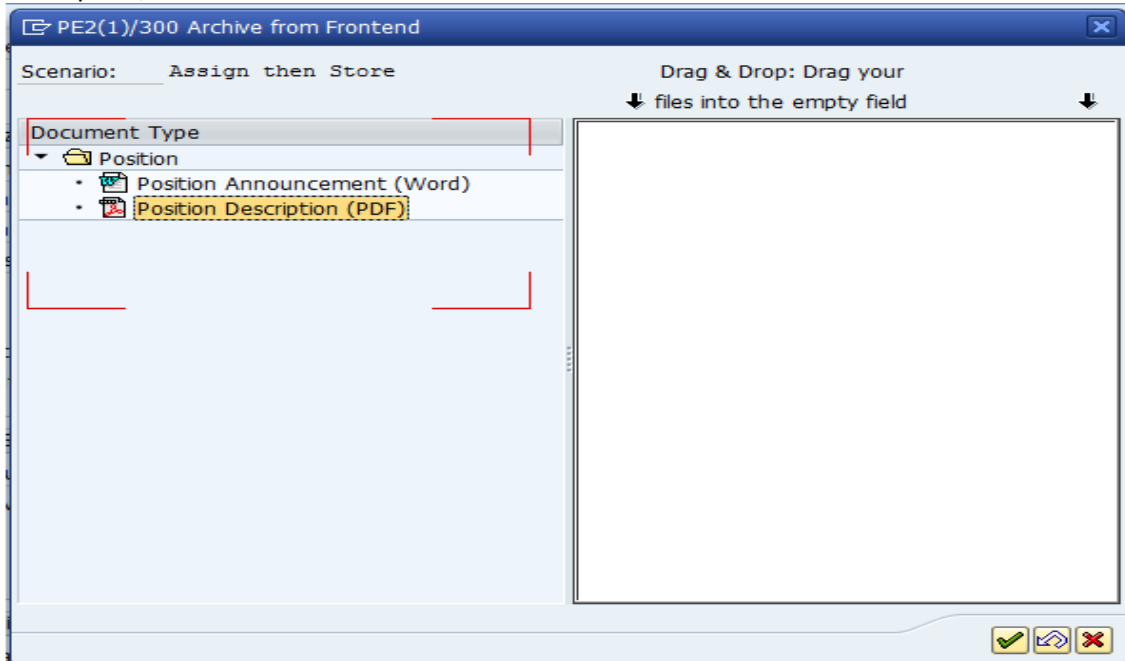 PE2(1)/300 Archive from Frontend
Scenario: Assign then Store
Drag & Drop: Drag your
files into the empty field
Document Type
Position
Position Announcement (Word)
Position Description (PDF)